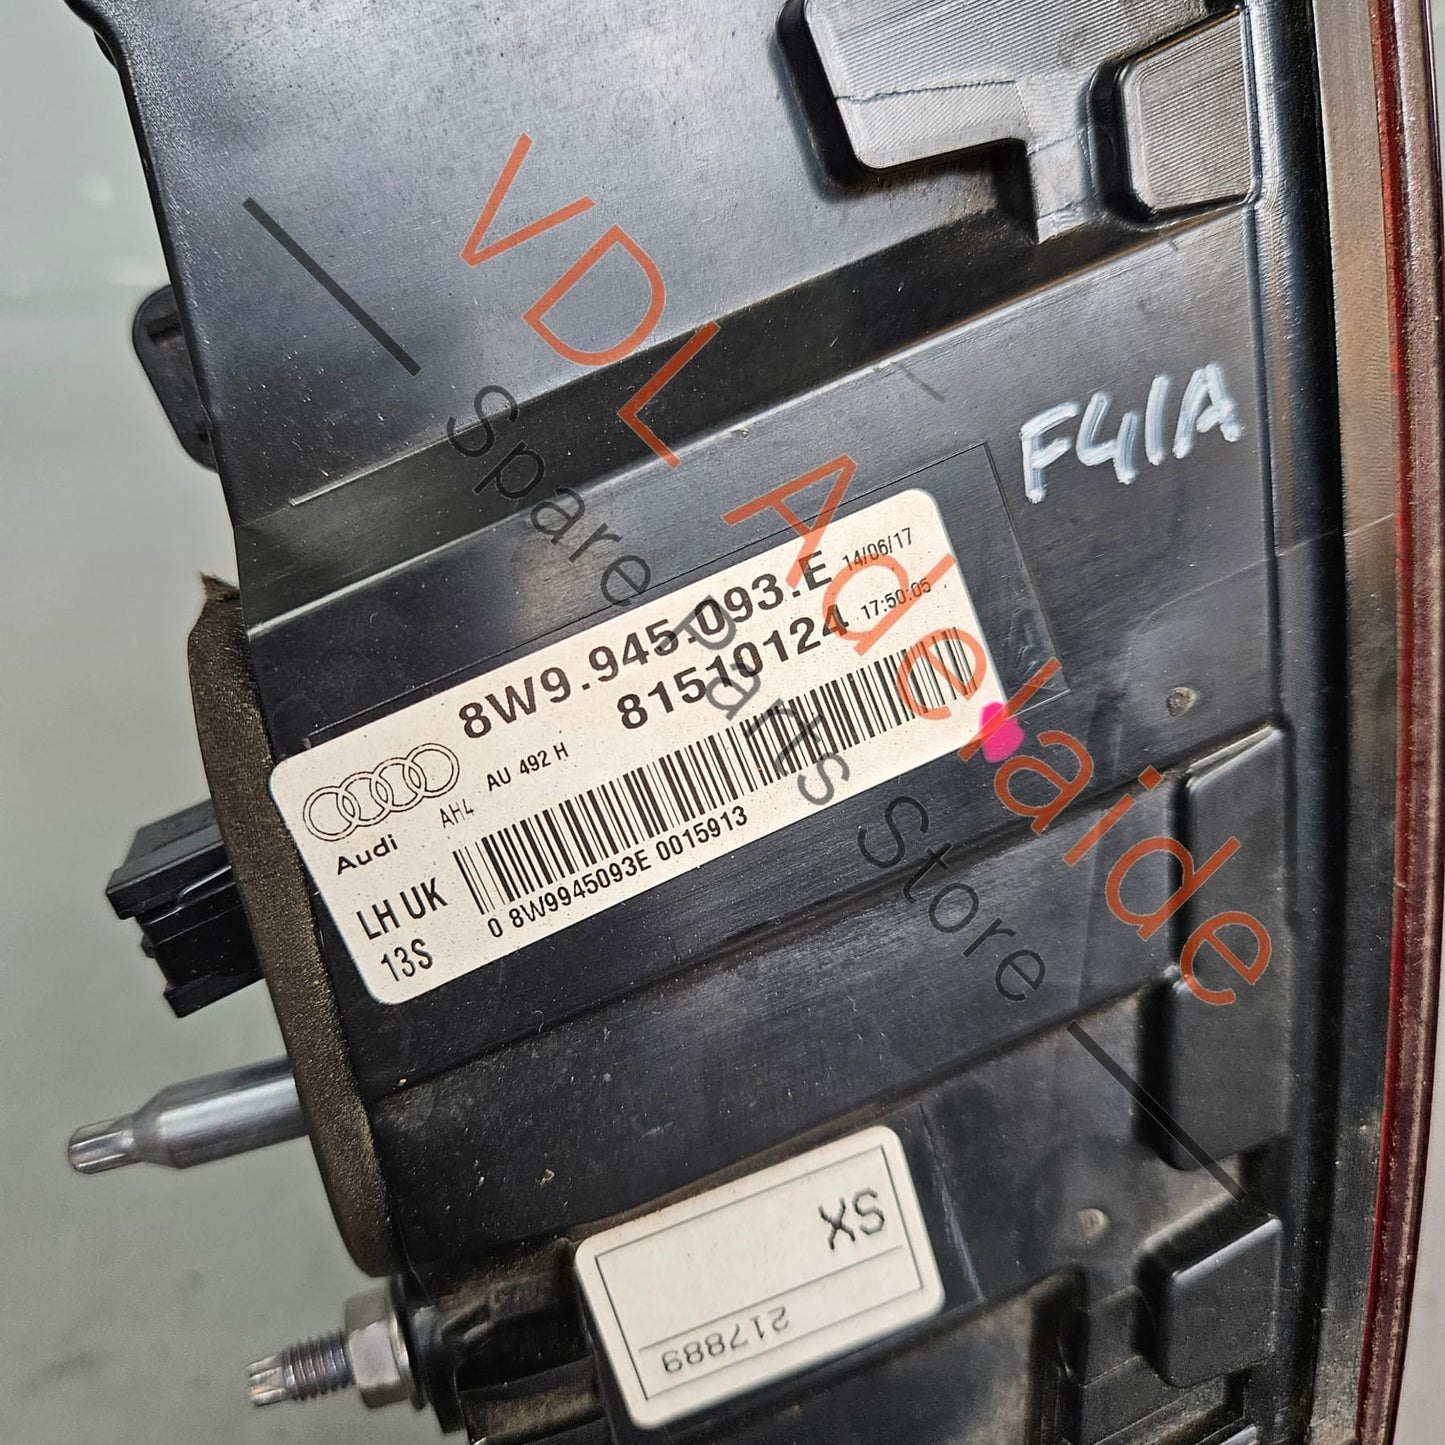 F41A
8W9.945.093.E 14/06/17
81510124 17:50:05
AU 492 H
AH4
Audi
LH UK
13S
0 8W9945093E 0015913
SX
217889
VDL Adelaide
Spare Parts Store